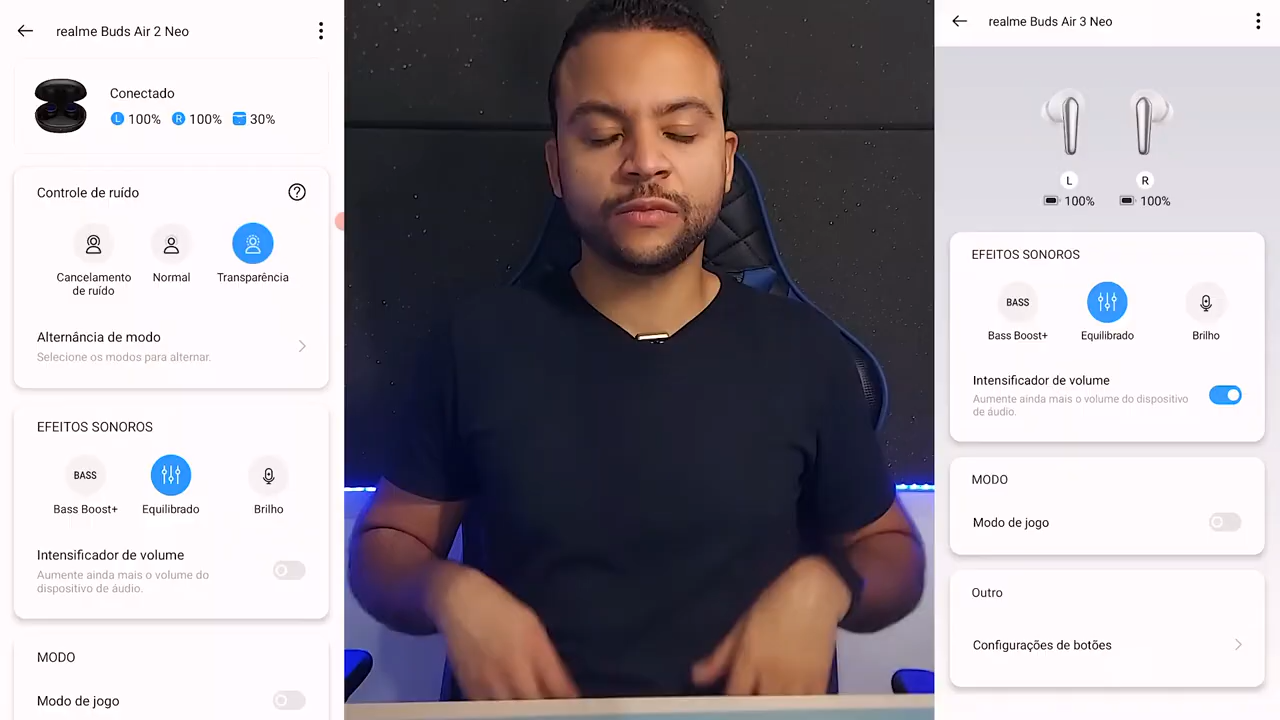 realme Buds Air 2 Neo
Conectado
L 100% R 100% 30%
Controle de ruído
Cancelamento
de ruído
Normal
Transparência
Alternância de modo
Selecione os modos para alternar.
EFEITOS SONOROS
BASS
Bass Boost+
Equilibrado
Brilho
Intensificador de volume
Aumente ainda mais o volume do
dispositivo de áudio.
MODO
Modo de jogo
realme Buds Air 3 Neo
L R
100% 100%
EFEITOS SONOROS
BASS
Bass Boost+
Equilibrado
Brilho
Intensificador de volume
Aumente ainda mais o volume do dispositivo
de áudio.
MODO
Modo de jogo
Outro
Configurações de botões